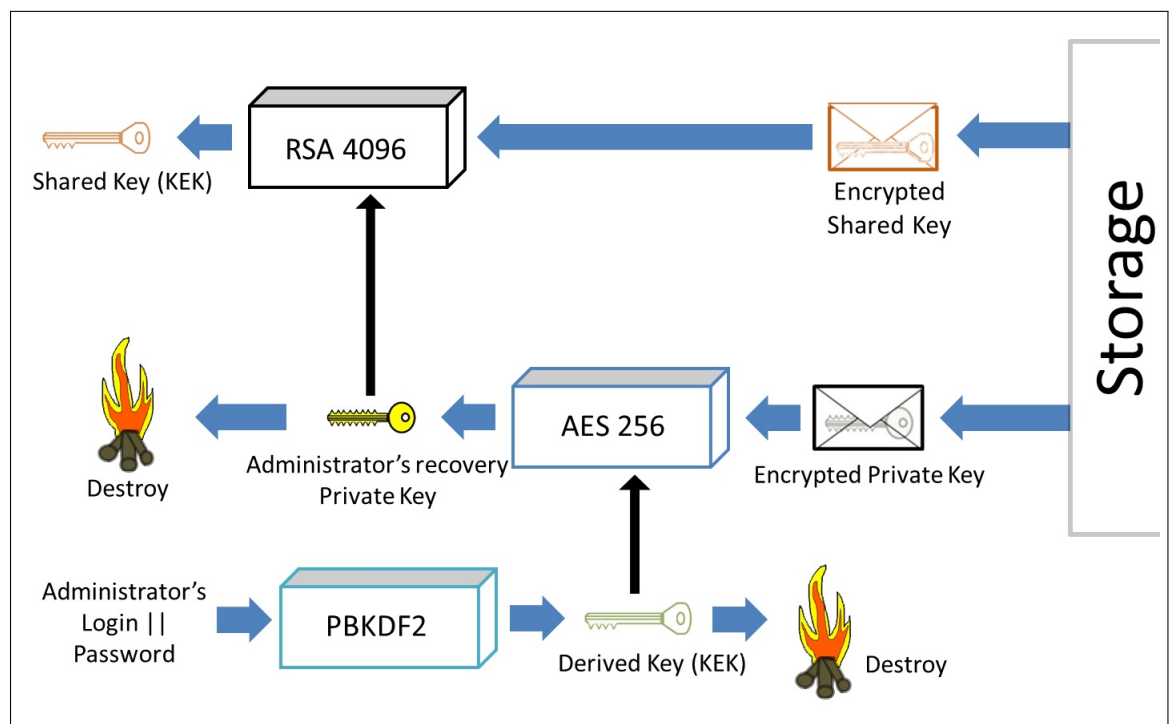 RSA 4096
Shared Key (KEK)
Encrypted
Shared Key
Storage
AES 256
Administrator's recovery
Private Key
Destroy
Encrypted Private Key
Administrator's
Login ||
Password
PBKDF2
Derived Key (KEK)
Destroy